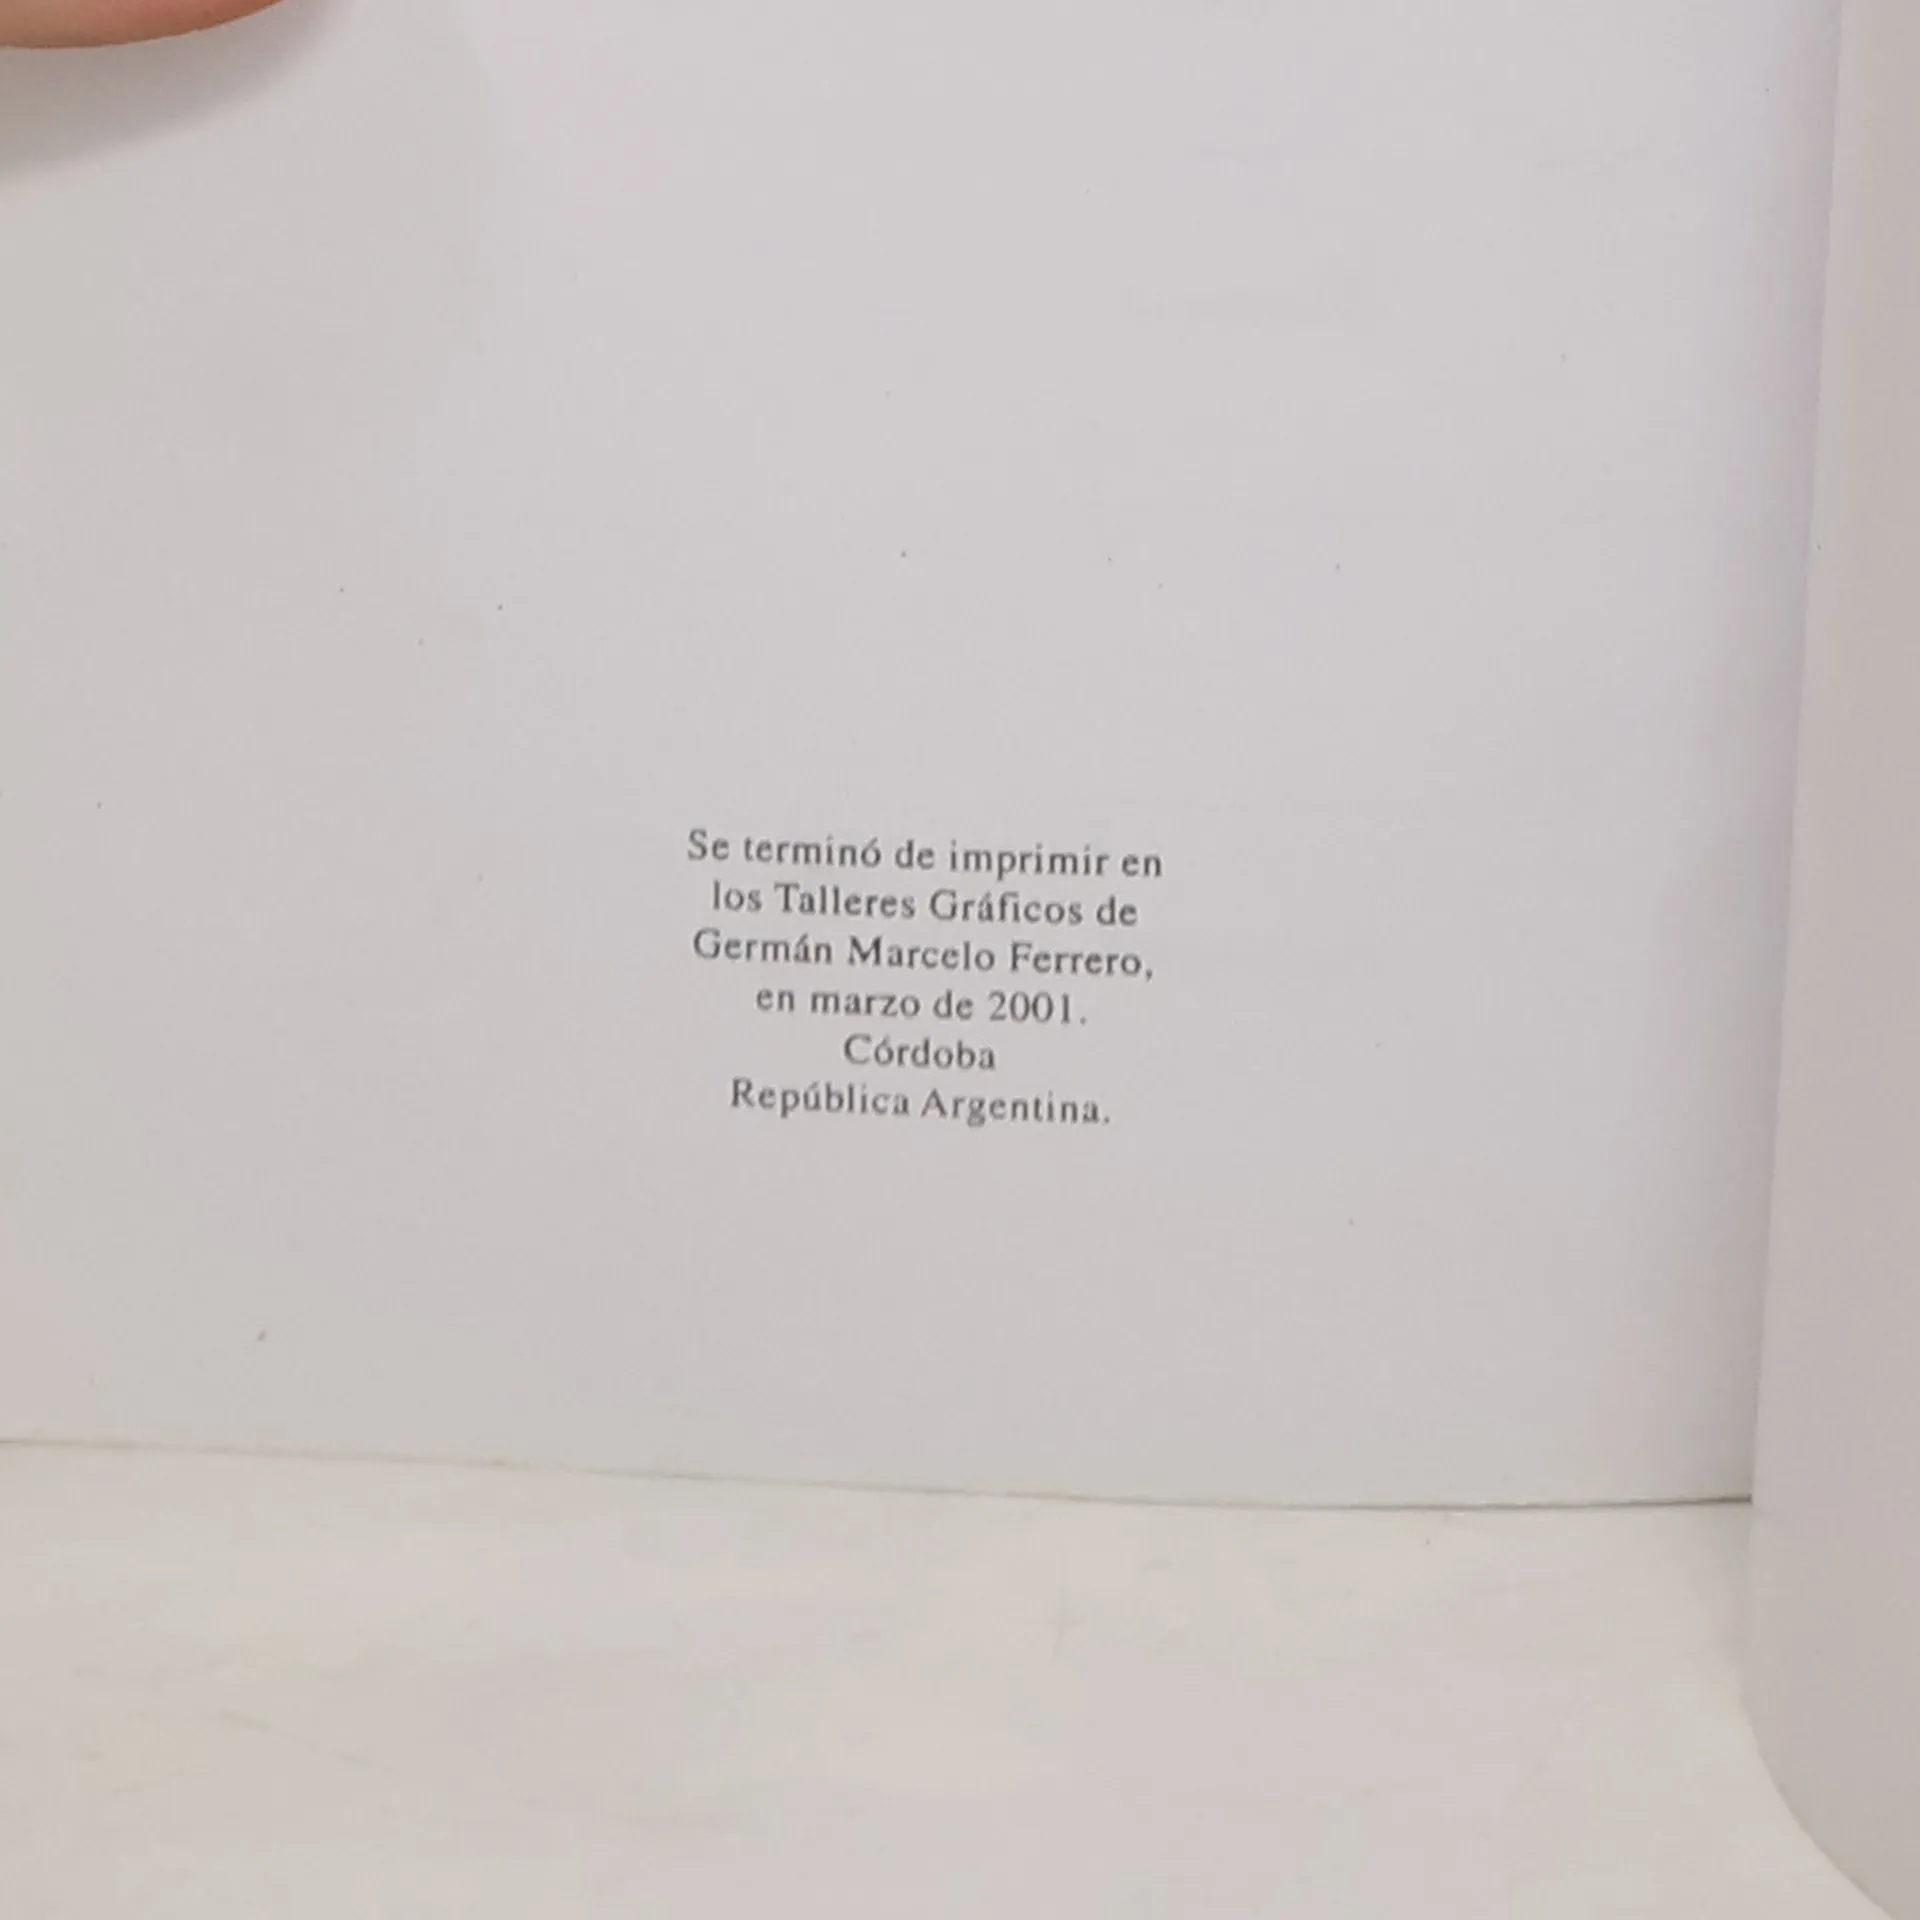 Se terminó de imprimir en
los Talleres Gráficos de
Germán Marcelo Ferrero,
en marzo de 2001.
Córdoba
República Argentina.